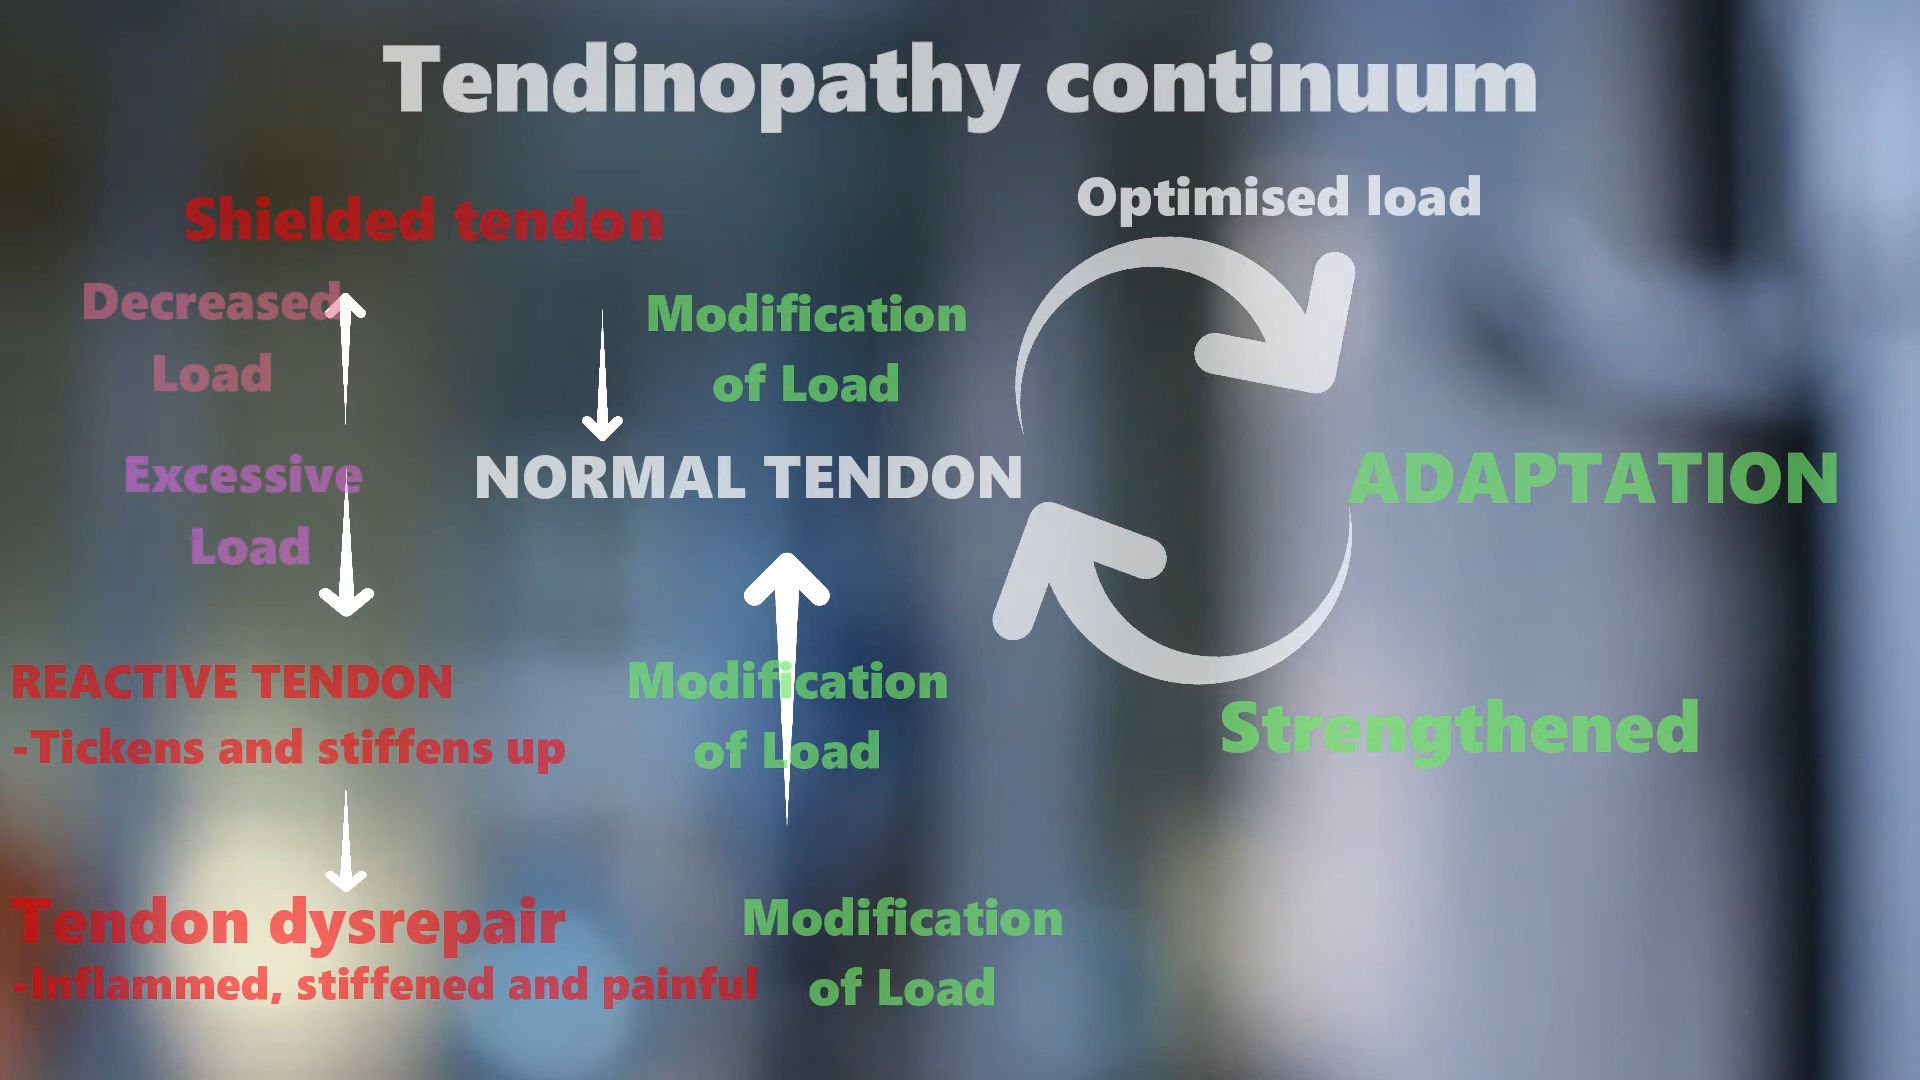 Tendinopathy continuum
Optimised load
Shielded tendon
Decreased
Load
Modification
of Load
Excessive
Load
NORMAL TENDON
ADAPTATION
REACTIVE TENDON
-Tickens and stiffens up
Modification
of Load
Strengthened
Tendon dysrepair
-Inflammed, stiffened and painful
Modification
of Load